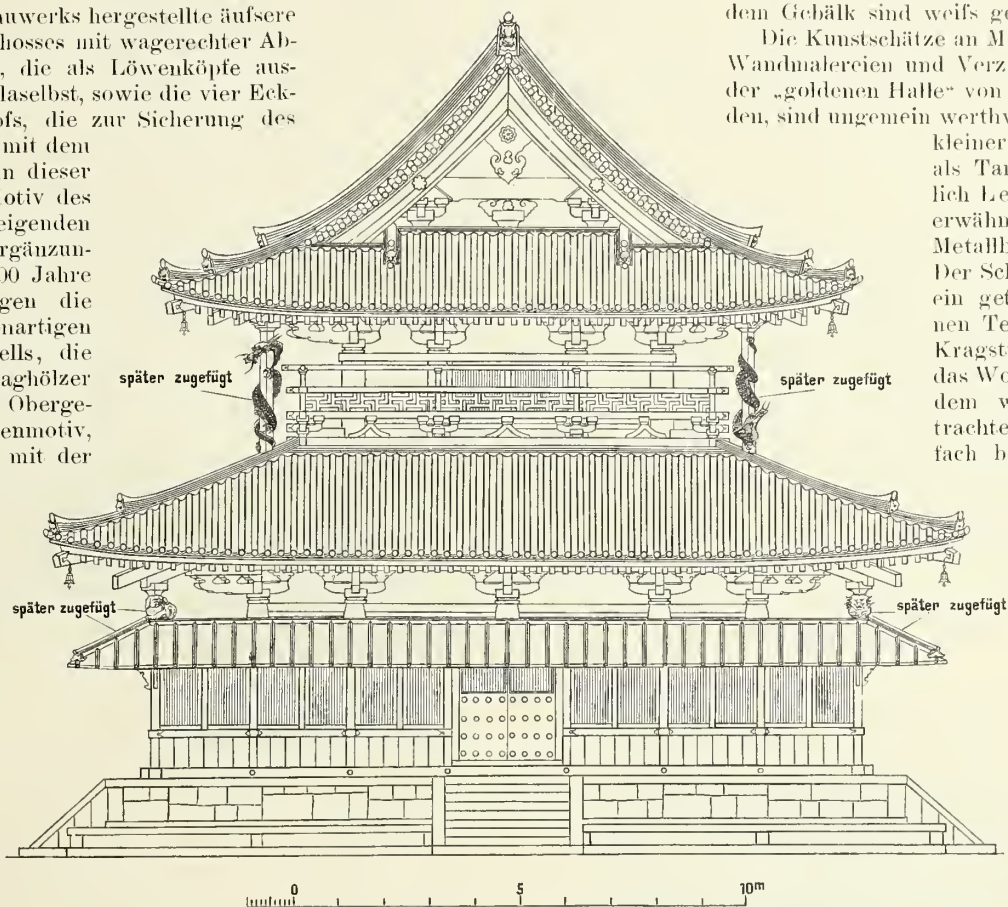 auwerks hergestellte äufsere
hosses mit wagerechter Ab-
, die als Löwenköpfe aus-
daselbst, sowie die vier Eck-
ofs, die zur Sicherung des
mit dem
n dieser
otiv des
eigenden
rgänzun-
00 Jahre
gen die
nartigen
ells, die
aghölzer
Oberge-
enmotiv,
mit der
dem Gebälk sind weifs ge
Die Kunstschätze an M
Wandmalereien und Verz
der „goldenen Halle“ von
den, sind ungemein werthv
kleiner
als Tar
lich Le
erwähn
Metallh
Der Sch
ein get
nen Te
Kragst
das Wo
dem w
trachte
fach b
später zugefügt
später zugefügt
später zugefügt
später zugefügt
0 5 10m